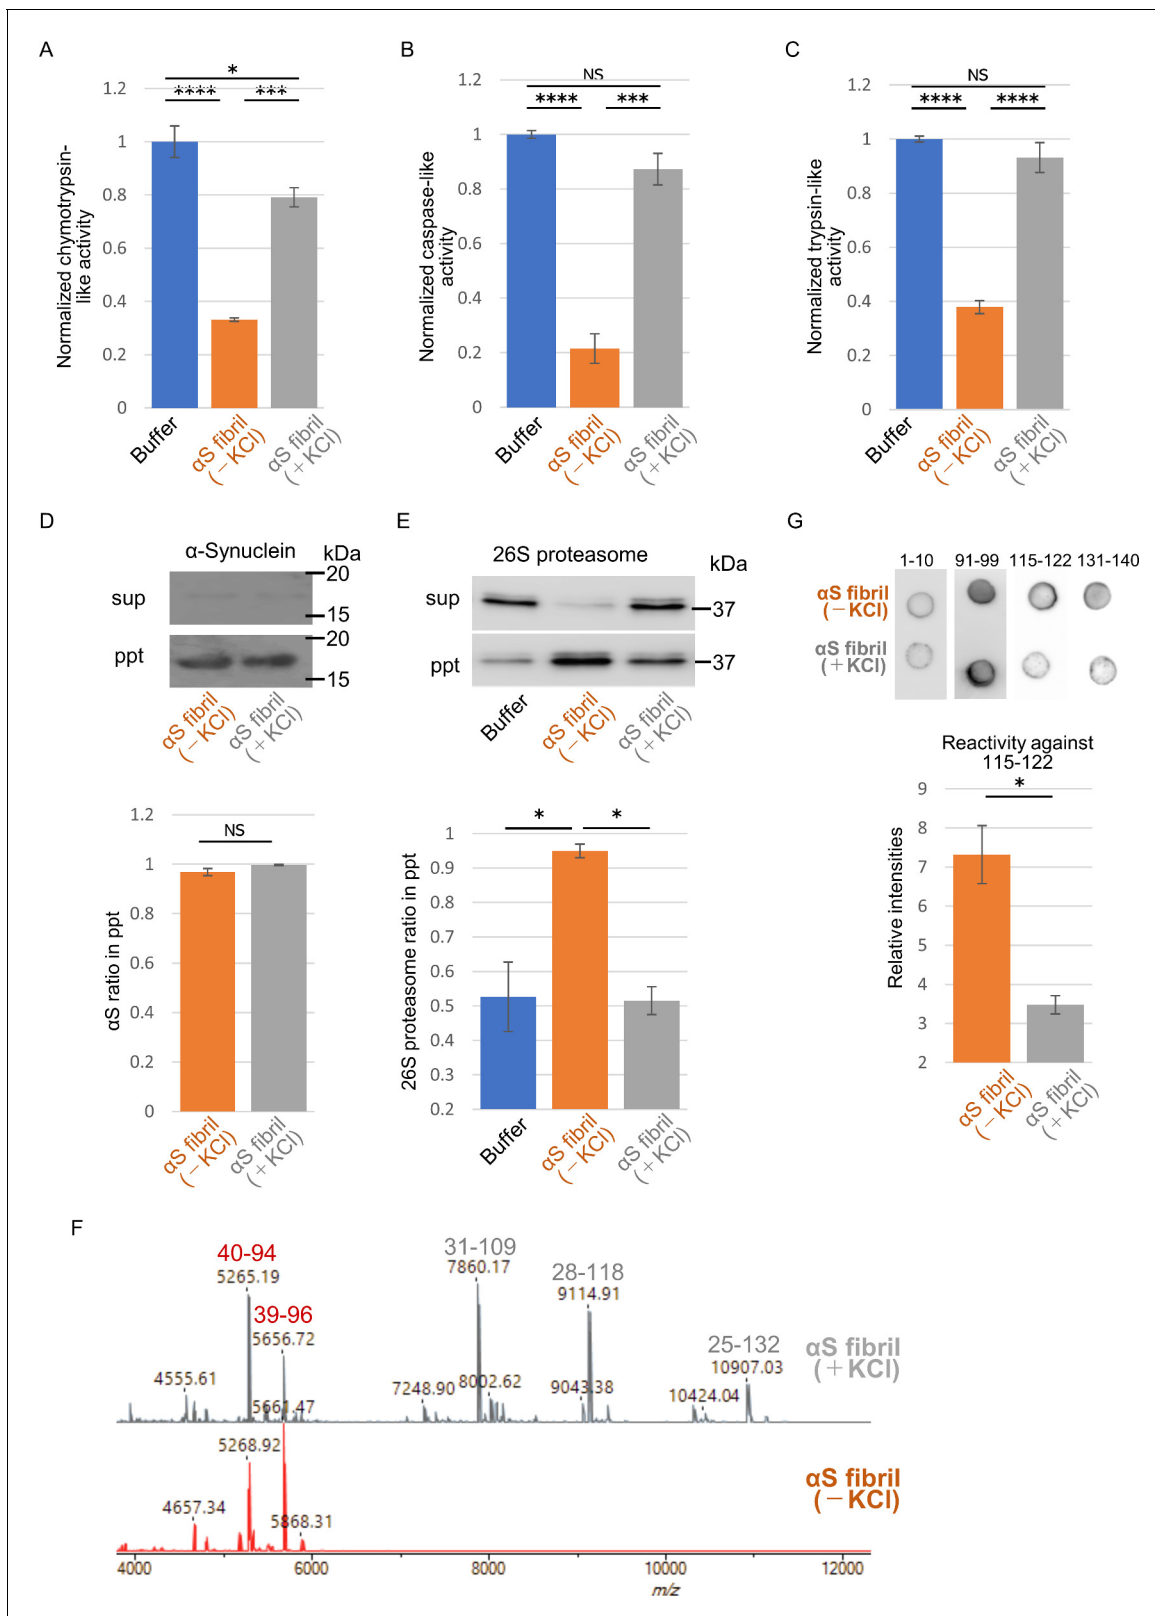 A
B
C
*
**** ***
1.2
1
0.8
0.6
0.4
0.2
0
Normalized chymotrypsin-
like activity
Buffer
αS fibril
(－KCl)
αS fibril
(＋KCl)
NS
**** ***
1.2
1
0.8
0.6
0.4
0.2
0
Normalized caspase-like
activity
Buffer
αS fibril
(－KCl)
αS fibril
(＋KCl)
NS
**** ****
1.2
1
0.8
0.6
0.4
0.2
0
Normalized trypsin-like
activity
Buffer
αS fibril
(－KCl)
αS fibril
(＋KCl)
D
α-Synuclein
kDa
sup
20
15
ppt
20
15
αS fibril
(－KCl)
αS fibril
(＋KCl)
NS
1.2
1
0.8
0.6
0.4
0.2
0
αS ratio in ppt
αS fibril
(－KCl)
αS fibril
(＋KCl)
E
26S proteasome
kDa
sup
37
ppt
37
Buffer
αS fibril
(－KCl)
αS fibril
(＋KCl)
* *
1
0.9
0.8
0.7
0.6
0.5
0.4
0.3
0.2
26S proteasome ratio in ppt
Buffer
αS fibril
(－KCl)
αS fibril
(＋KCl)
G
1-10 91-99 115-122 131-140
αS fibril
(－KCl)
αS fibril
(＋KCl)
Reactivity against
115-122
*
9
8
7
6
5
4
3
2
Relative intensities
αS fibril
(－KCl)
αS fibril
(＋KCl)
F
40-94
5265.19
39-96
5656.72
31-109
7860.17
28-118
9114.91
25-132
10907.03
4555.61
5661.47
7248.90
8002.62
9043.38
10424.04
αS fibril
(＋KCl)
5268.92
4657.34
5868.31
αS fibril
(－KCl)
4000 6000 8000 10000 12000
m/z